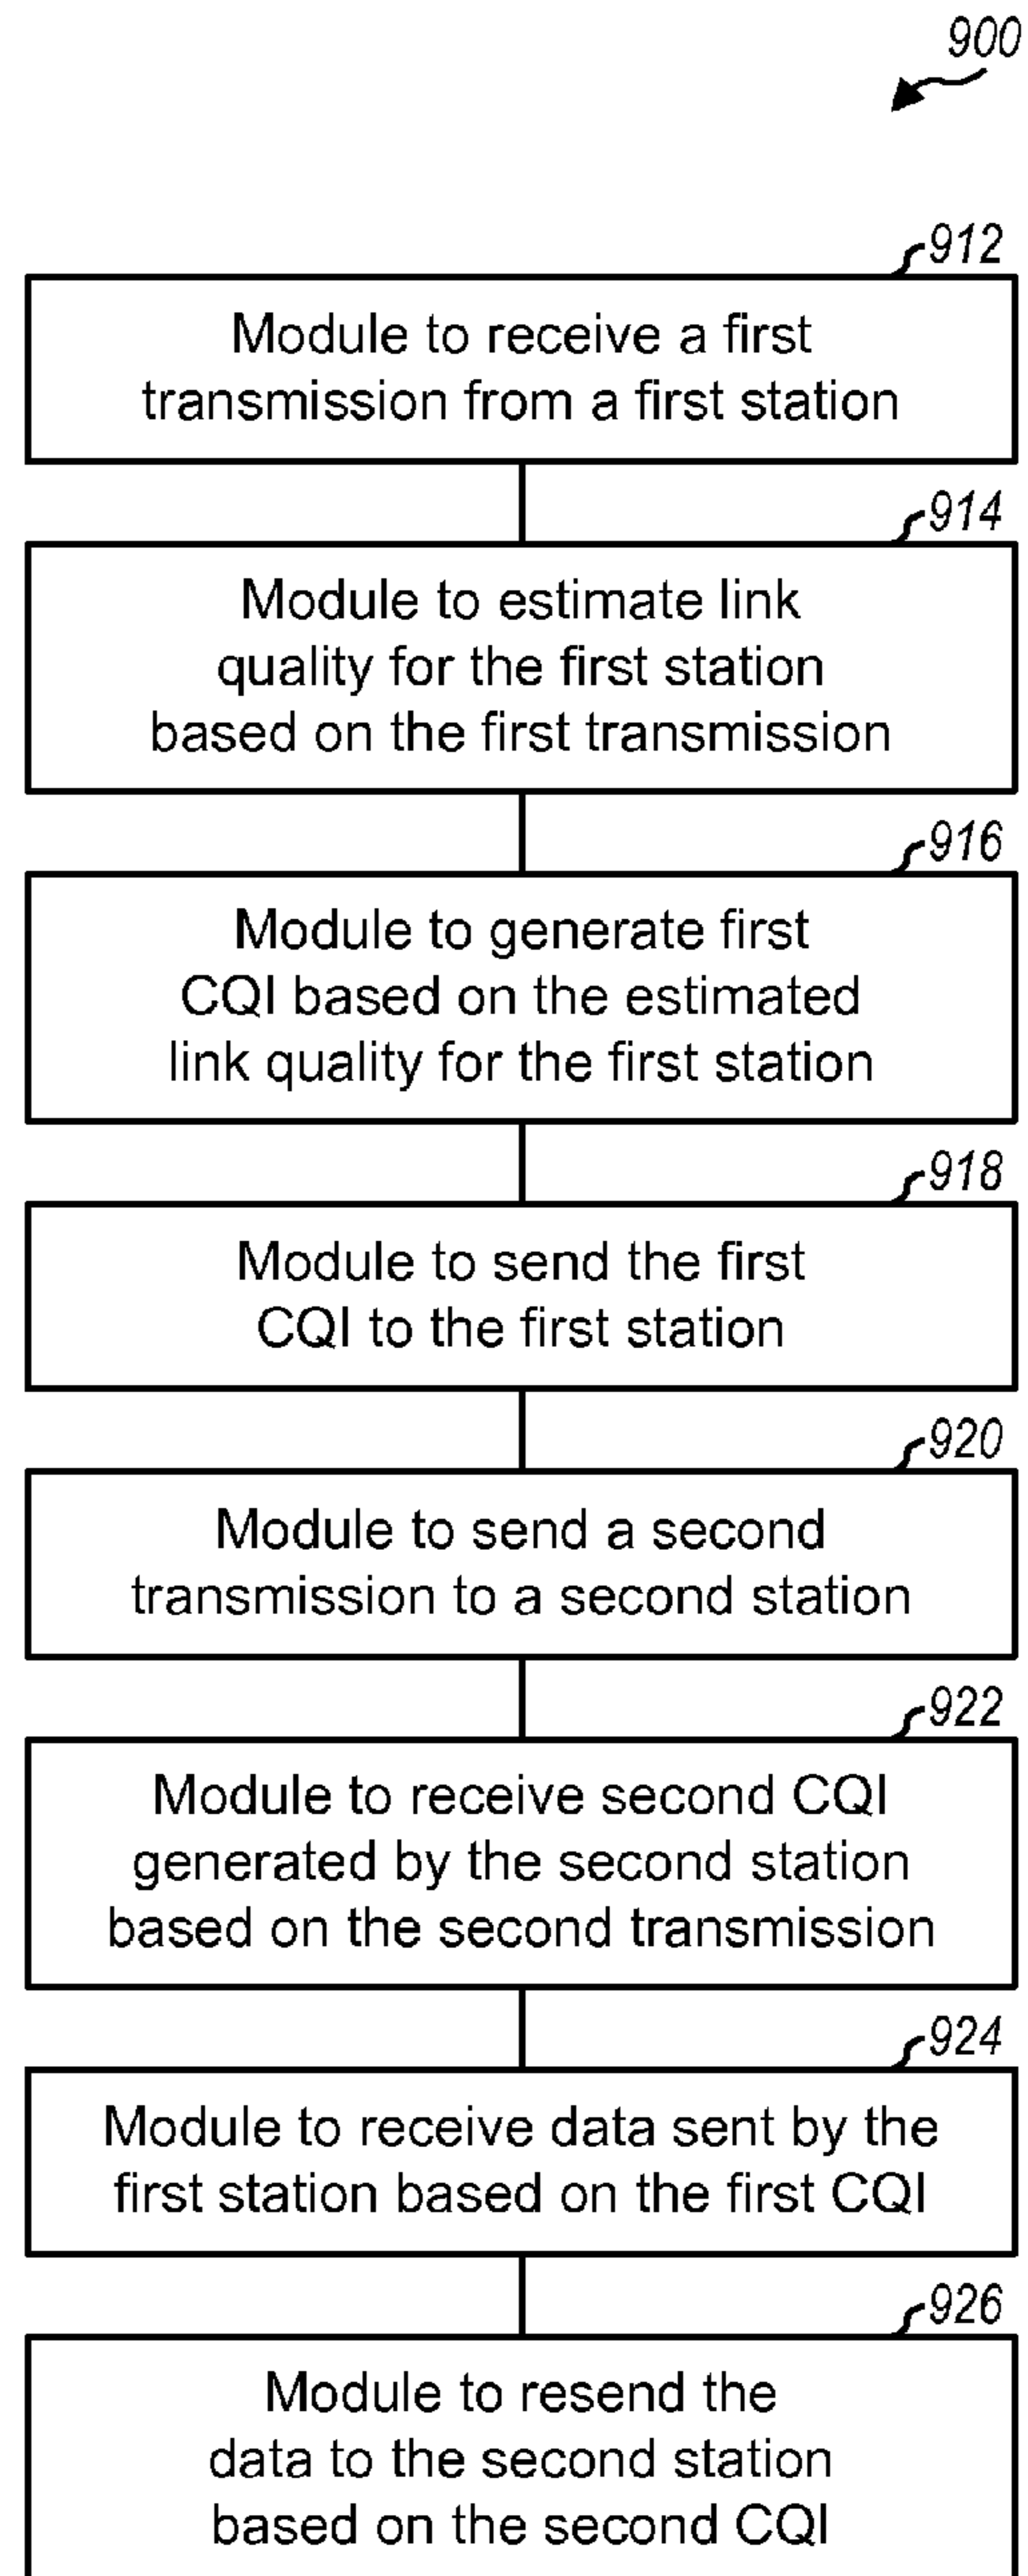 900
912
Module to receive a first
transmission from a first station
914
Module to estimate link
quality for the first station
based on the first transmission
916
Module to generate first
CQI based on the estimated
link quality for the first station
918
Module to send the first
CQI to the first station
920
Module to send a second
transmission to a second station
922
Module to receive second CQI
generated by the second station
based on the second transmission
924
Module to receive data sent by the
first station based on the first CQI
926
Module to resend the
data to the second station
based on the second CQI